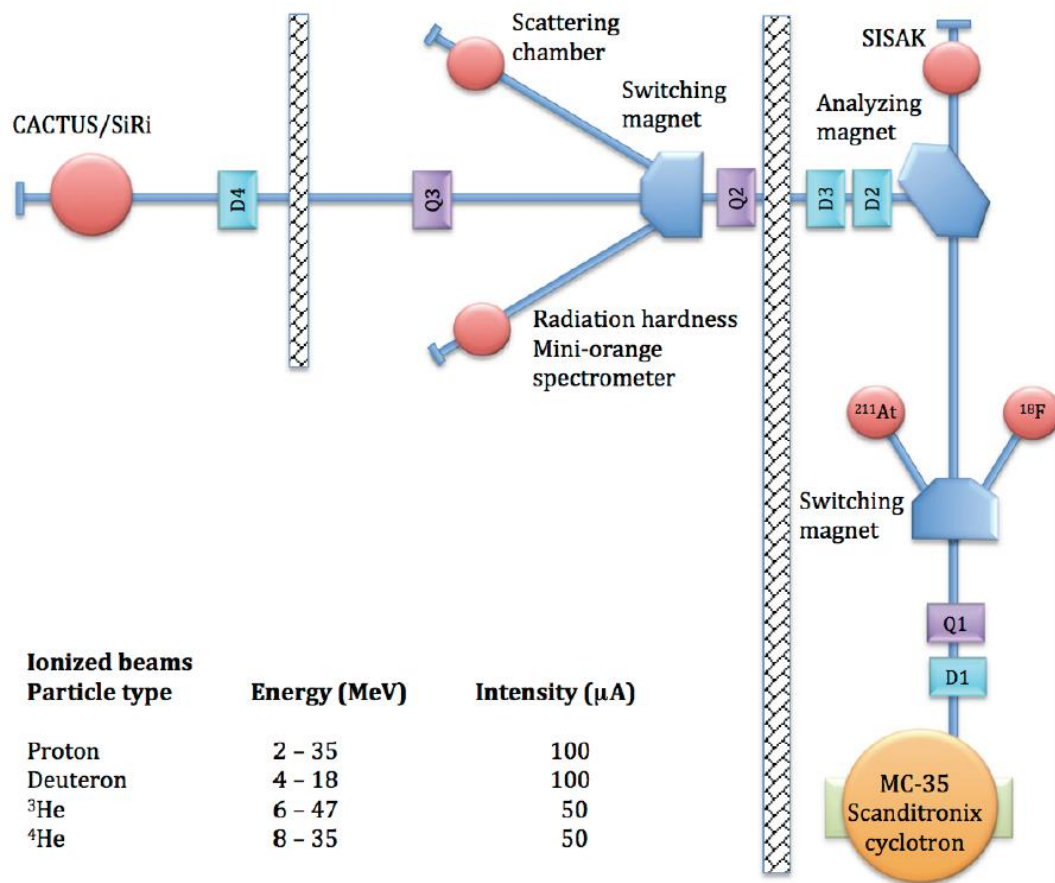 Scattering
chamber
SISAK
Switching
magnet
Analyzing
magnet
CACTUS/SiRi
D4
Q3
Q2
D3
D2
Radiation hardness
Mini-orange
spectrometer
²¹¹At
¹⁸F
Switching
magnet
Q1
D1
MC-35
Scanditronix
cyclotron
Ionized beams
Particle type Energy (MeV) Intensity (μA)
Proton 2 – 35 100
Deuteron 4 – 18 100
³He 6 – 47 50
⁴He 8 – 35 50